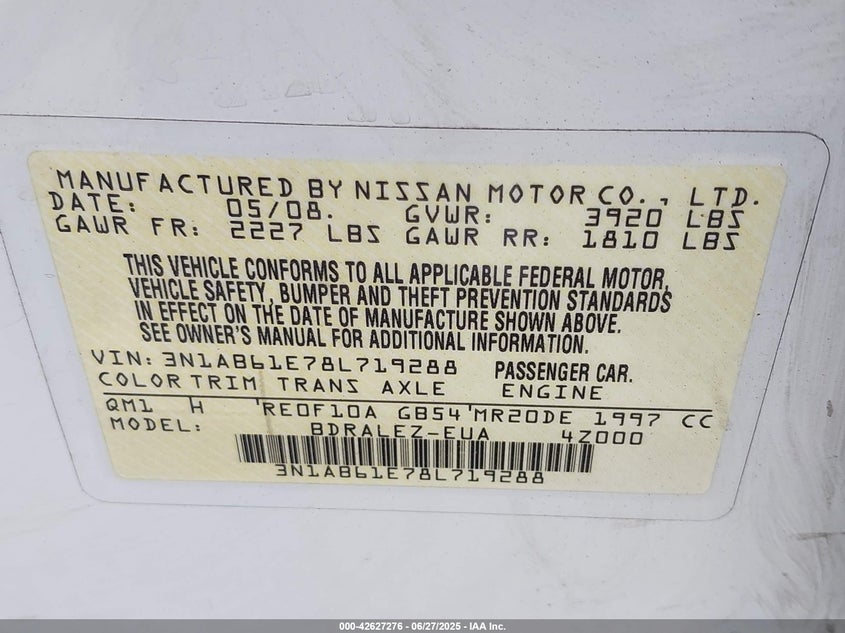 MANUFACTURED BY NISSAN MOTOR CO., LTD.
DATE: 05/08. GVWR: 3920 LBS
GAWR FR: 2227 LBS GAWR RR: 1810 LBS
THIS VEHICLE CONFORMS TO ALL APPLICABLE FEDERAL MOTOR,
VEHICLE SAFETY, BUMPER AND THEFT PREVENTION STANDARDS
IN EFFECT ON THE DATE OF MANUFACTURE SHOWN ABOVE.
SEE OWNER'S MANUAL FOR ADDITIONAL INFORMATION.
VIN: 3N1AB61E78L719288 PASSENGER CAR.
COLOR TRIM TRANS AXLE ENGINE
QM1 H RE0F10A GB54 MR20DE 1997 CC
MODEL: BDRALEZ-EUA 4Z000
3N1AB61E78L719288
000-42627276 - 06/27/2025 - IAA Inc.